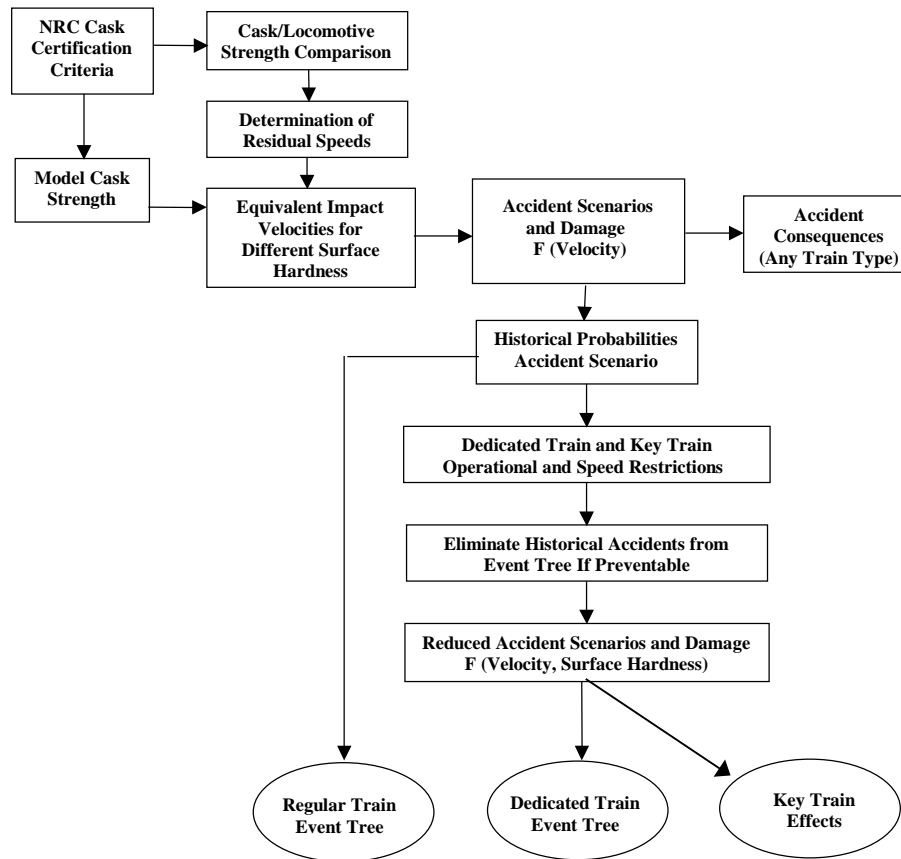 NRC Cask
Certification
Criteria
Cask/Locomotive
Strength Comparison
Determination of
Residual Speeds
Model Cask
Strength
Equivalent Impact
Velocities for
Different Surface
Hardness
Accident Scenarios
and Damage
F (Velocity)
Accident
Consequences
(Any Train Type)
Historical Probabilities
Accident Scenario
Dedicated Train and Key Train
Operational and Speed Restrictions
Eliminate Historical Accidents from
Event Tree If Preventable
Reduced Accident Scenarios and Damage
F (Velocity, Surface Hardness)
Regular Train
Event Tree
Dedicated Train
Event Tree
Key Train
Effects